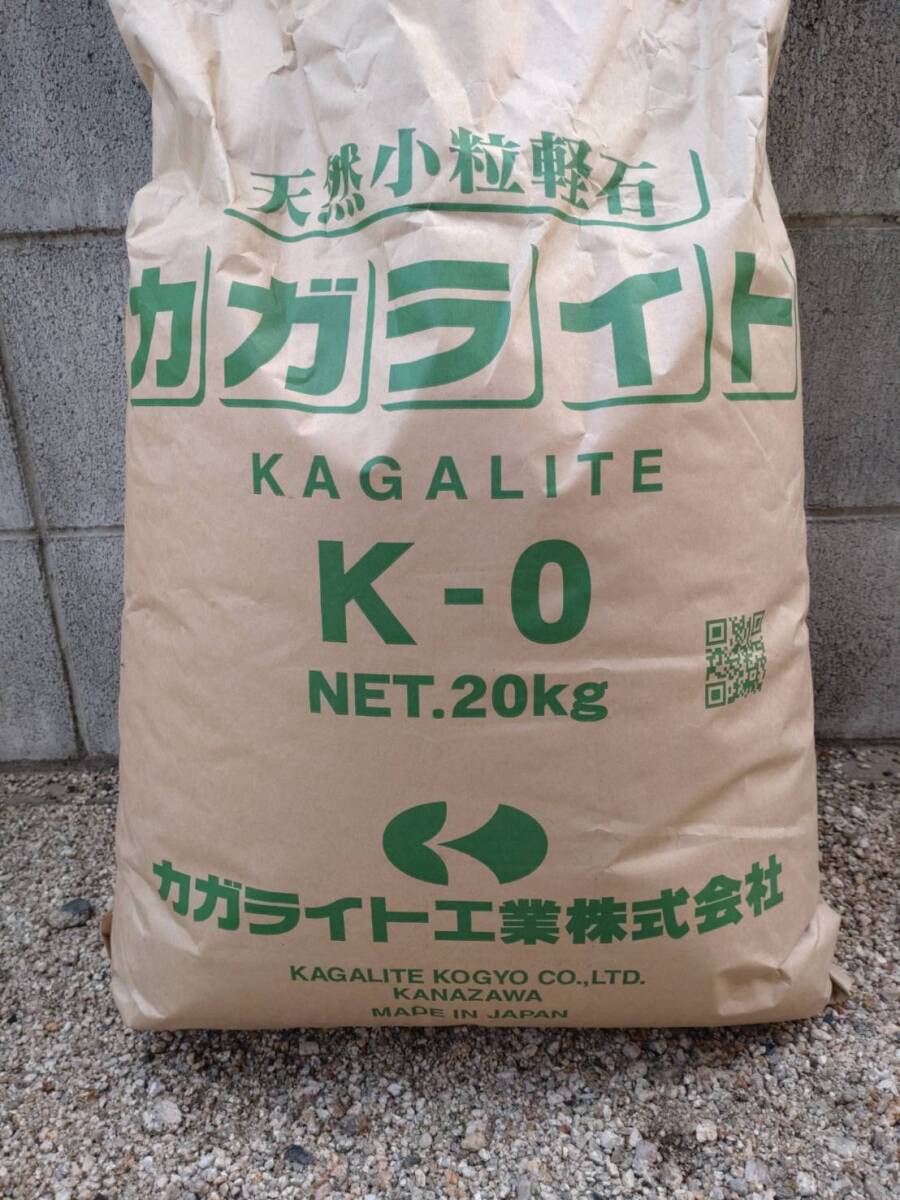 天然小粒軽石
カガライト
KAGALITE
K-0
NET.20kg
カガライト工業株式会社
KAGALITE KOGYO CO.,LTD.
KANAZAWA
MADE IN JAPAN